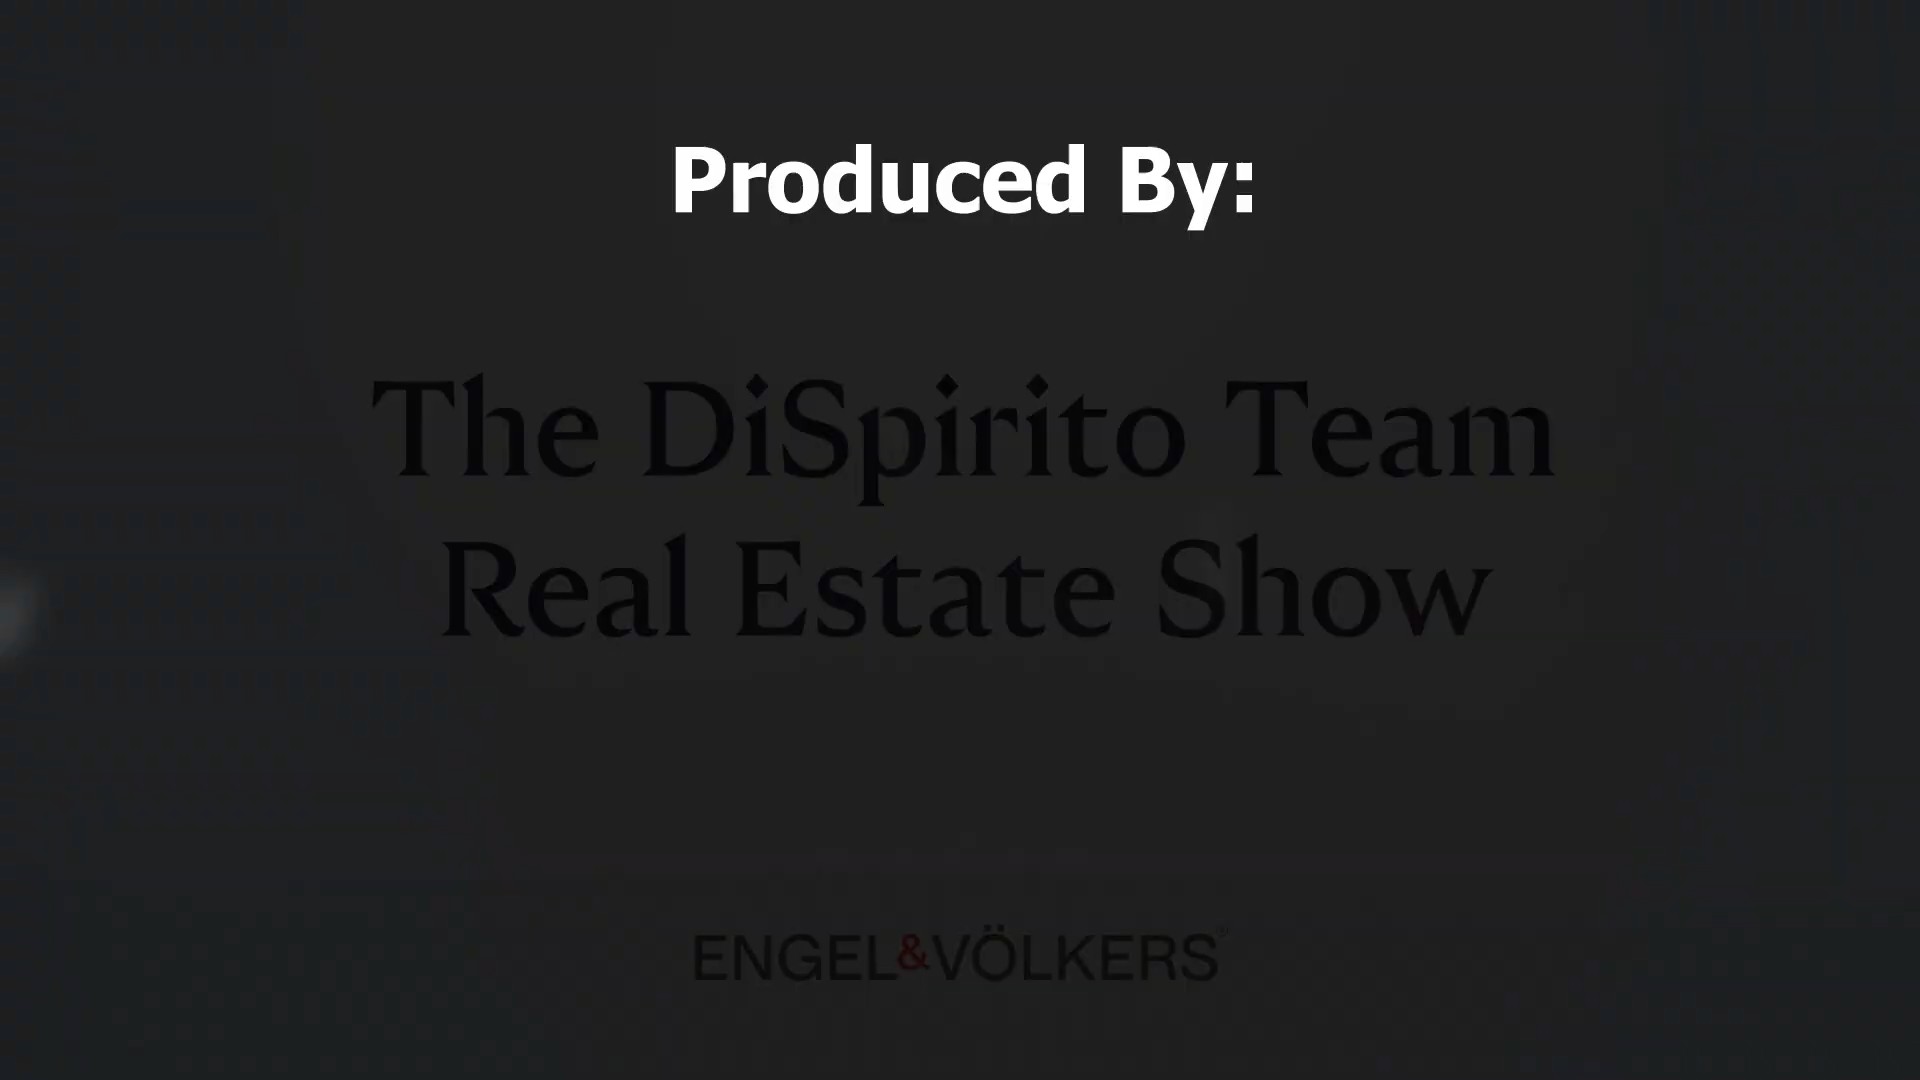 Produced By:
The DiSpirito Team
Real Estate Show
ENGEL&VÖLKERS®